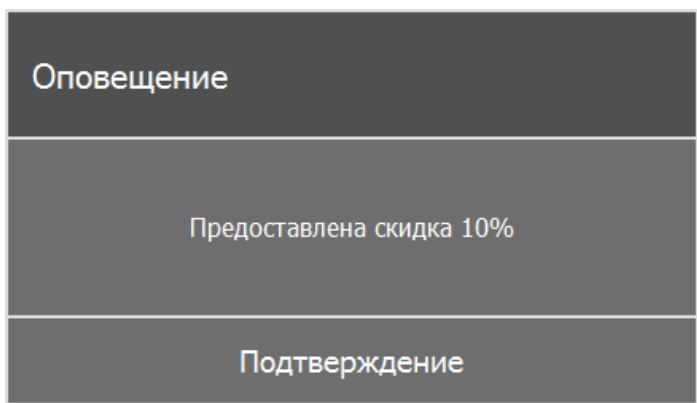 Оповещение
Предоставлена скидка 10%
Подтверждение